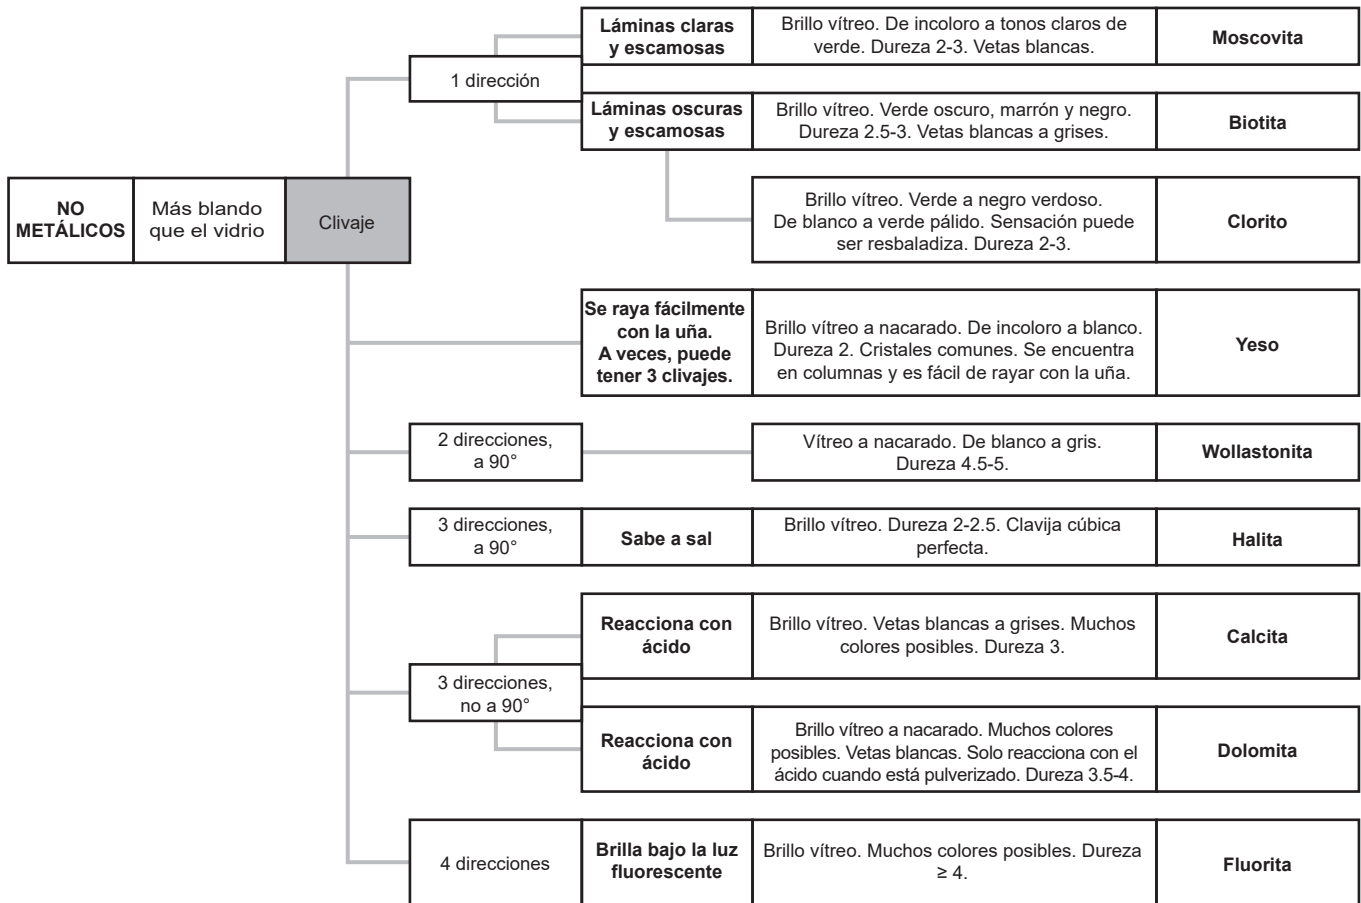 NO
METÁLICOS
Más blando
que el vidrio
Clivaje
1 dirección
Láminas claras
y escamosas
Brillo vítreo. De incoloro a tonos claros de
verde. Dureza 2-3. Vetas blancas.
Moscovita
Láminas oscuras
y escamosas
Brillo vítreo. Verde oscuro, marrón y negro.
Dureza 2.5-3. Vetas blancas a grises.
Biotita
Brillo vítreo. Verde a negro verdoso.
De blanco a verde pálido. Sensación puede
ser resbaladiza. Dureza 2-3.
Clorito
Se raya fácilmente
con la uña.
A veces, puede
tener 3 clivajes.
Brillo vítreo a nacarado. De incoloro a blanco.
Dureza 2. Cristales comunes. Se encuentra
en columnas y es fácil de rayar con la uña.
Yeso
2 direcciones,
a 90°
Vítreo a nacarado. De blanco a gris.
Dureza 4.5-5.
Wollastonita
3 direcciones,
a 90°
Sabe a sal
Brillo vítreo. Dureza 2-2.5. Clavija cúbica
perfecta.
Halita
3 direcciones,
no a 90°
Reacciona con
ácido
Brillo vítreo. Vetas blancas a grises. Muchos
colores posibles. Dureza 3.
Calcita
Reacciona con
ácido
Brillo vítreo a nacarado. Muchos colores
posibles. Vetas blancas. Solo reacciona con el
ácido cuando está pulverizado. Dureza 3.5-4.
Dolomita
4 direcciones
Brilla bajo la luz
fluorescente
Brillo vítreo. Muchos colores posibles. Dureza
≥ 4.
Fluorita